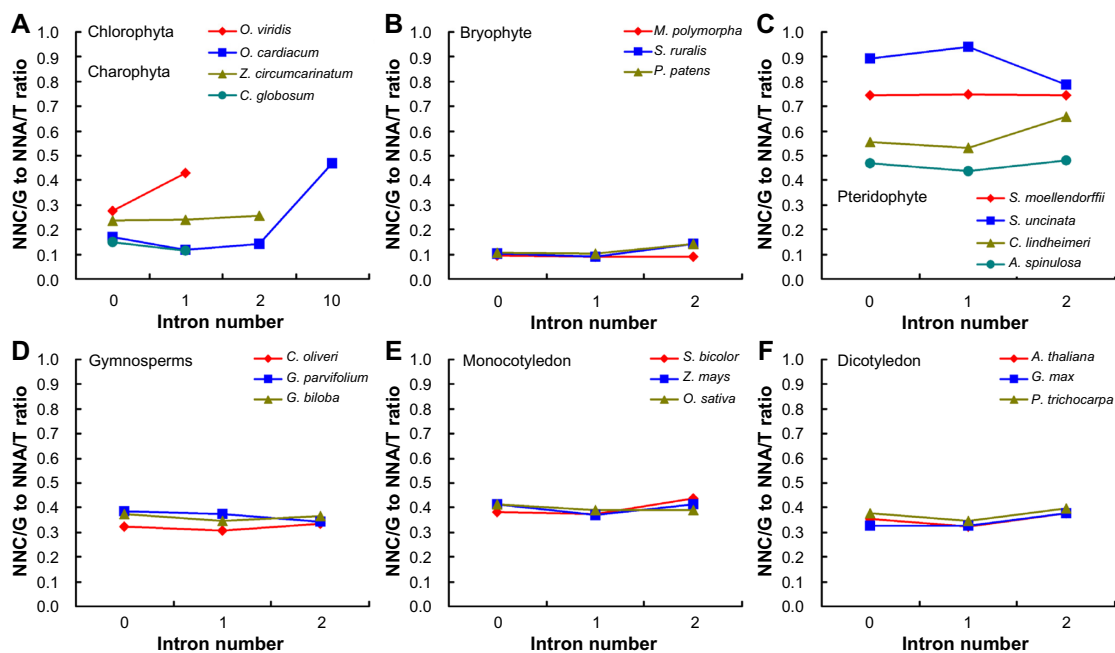 A
Chlorophyta
Charophyta
O. viridis
O. cardiacum
Z. circumcarinatum
C. globosum
NNC/G to NNA/T ratio
1.0
0.9
0.8
0.7
0.6
0.5
0.4
0.3
0.2
0.1
0.0
0 1 2 10
Intron number
B
Bryophyte
M. polymorpha
S. ruralis
P. patens
NNC/G to NNA/T ratio
1.0
0.9
0.8
0.7
0.6
0.5
0.4
0.3
0.2
0.1
0.0
0 1 2
Intron number
C
NNC/G to NNA/T ratio
1.0
0.9
0.8
0.7
0.6
0.5
0.4
0.3
0.2
0.1
0.0
Pteridophyte
S. moellendorffii
S. uncinata
C. lindheimeri
A. spinulosa
0 1 2
Intron number
D
Gymnosperms
C. oliveri
G. parvifolium
G. biloba
NNC/G to NNA/T ratio
1.0
0.9
0.8
0.7
0.6
0.5
0.4
0.3
0.2
0.1
0.0
0 1 2
Intron number
E
Monocotyledon
S. bicolor
Z. mays
O. sativa
NNC/G to NNA/T ratio
1.0
0.9
0.8
0.7
0.6
0.5
0.4
0.3
0.2
0.1
0.0
0 1 2
Intron number
F
Dicotyledon
A. thaliana
G. max
P. trichocarpa
NNC/G to NNA/T ratio
1.0
0.9
0.8
0.7
0.6
0.5
0.4
0.3
0.2
0.1
0.0
0 1 2
Intron number